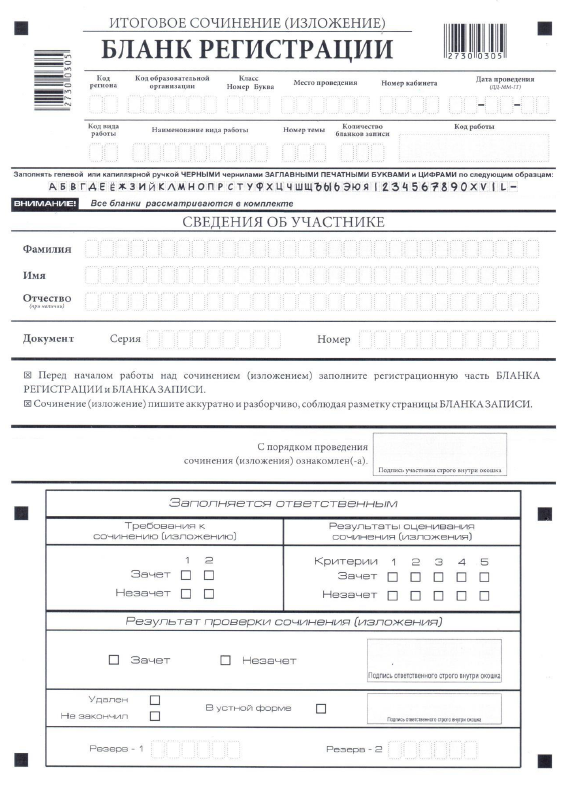 ИТОГОВОЕ СОЧИНЕНИЕ (ИЗЛОЖЕНИЕ)
БЛАНК РЕГИСТРАЦИИ
2730 0305
2730 0305
Код региона
Код образовательной организации
Класс
Номер Буква
Место проведения
Номер кабинета
Дата проведения
(ДД-ММ-ГГ)
Код вида работы
Наименование вида работы
Номер темы
Количество бланков записи
Код работы
Заполнять гелевой или капиллярной ручкой ЧЕРНЫМИ чернилами ЗАГЛАВНЫМИ ПЕЧАТНЫМИ БУКВАМИ и ЦИФРАМИ по следующим образцам:
А Б В Г Д Е Ё Ж З И Й К Л М Н О П Р С Т У Ф Х Ц Ч Ш Щ Ъ Ы Ь Э Ю Я 1 2 3 4 5 6 7 8 9 0 X V I L -
ВНИМАНИЕ! Все бланки рассматриваются в комплекте
СВЕДЕНИЯ ОБ УЧАСТНИКЕ
Фамилия
Имя
Отчество
(при наличии)
Документ Серия Номер
☒ Перед началом работы над сочинением (изложением) заполните регистрационную часть БЛАНКА
РЕГИСТРАЦИИ и БЛАНКА ЗАПИСИ.
☒ Сочинение (изложение) пишите аккуратно и разборчиво, соблюдая разметку страницы БЛАНКА ЗАПИСИ.
С порядком проведения
сочинения (изложения) ознакомлен(-а).
Подпись участника строго внутри окошка
Заполняется ответственным
Требования к
сочинению (изложению)
Результаты оценивания
сочинения (изложения)
1 2
Зачет
Незачет
Критерии 1 2 3 4 5
Зачет
Незачет
Результат проверки сочинения (изложения)
Зачет Незачет
Подпись ответственного строго внутри окошка
Удален
Не закончил
В устной форме
Подпись ответственного строго внутри окошка
Резерв - 1 Резерв - 2